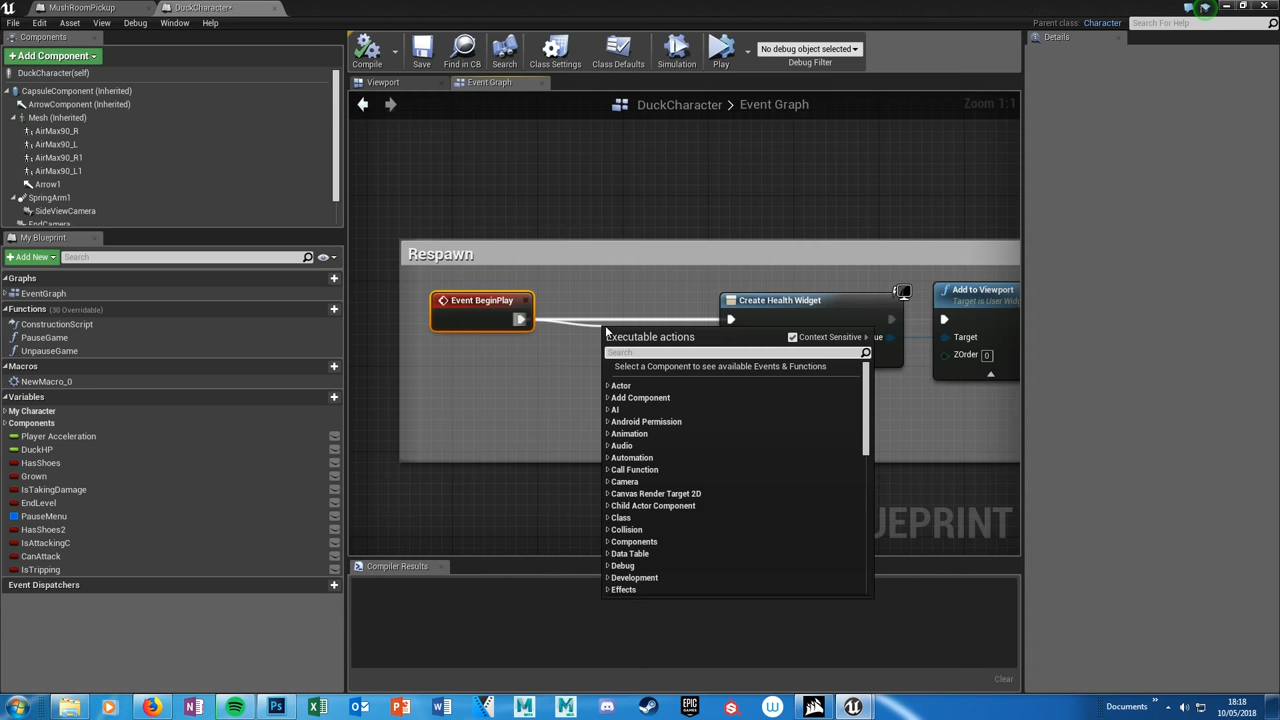 MushRoomPickup
DuckCharacter*
File Edit Asset View Debug Window Help
Parent class: Character
Search For Help
Components
Details
Add Component
DuckCharacter(self)
CapsuleComponent (Inherited)
ArrowComponent (Inherited)
Mesh (Inherited)
AirMax90_R
AirMax90_L
AirMax90_R1
AirMax90_L1
Arrow1
SpringArm1
SideViewCamera
EndCamera
My Blueprint
Add New
Search
Graphs
EventGraph
Functions (30 Overridable)
ConstructionScript
PauseGame
UnpauseGame
Macros
NewMacro_0
Variables
My Character
Components
Player Acceleration
DuckHP
HasShoes
Grown
IsTakingDamage
EndLevel
PauseMenu
HasShoes2
IsAttackingC
CanAttack
IsTripping
Event Dispatchers
Compile
Save
Find in CB
Search
Class Settings
Class Defaults
Simulation
Play
No debug object selected
Debug Filter
Viewport
Event Graph
DuckCharacter > Event Graph
Zoom 1:1
Respawn
Event BeginPlay
Create Health Widget
ue
Add to Viewport
Target is User Widg
Target
ZOrder 0
Executable actions
Context Sensitive
Search
Select a Component to see available Events & Functions
Actor
Add Component
AI
Android Permission
Animation
Audio
Automation
Call Function
Camera
Canvas Render Target 2D
Child Actor Component
Class
Collision
Components
Data Table
Debug
Development
Effects
UEPRINT
Compiler Results
Clear
Documents
18:18
10/05/2018